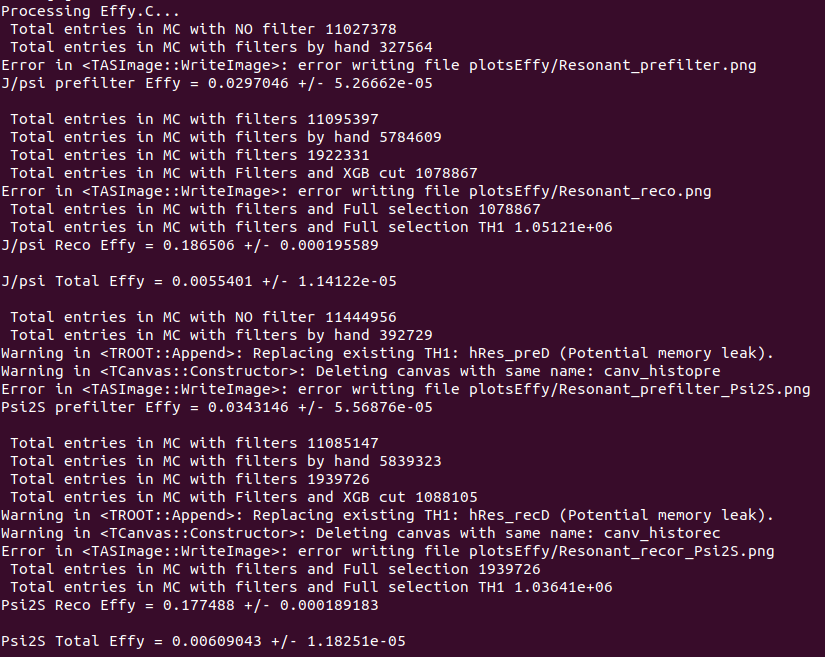 Processing Effy.C...
Total entries in MC with NO filter 11027378
Total entries in MC with filters by hand 327564
Error in <TASImage::WriteImage>: error writing file plotsEffy/Resonant_prefilter.png
J/psi prefilter Effy = 0.0297046 +/- 5.26662e-05
Total entries in MC with filters 11095397
Total entries in MC with filters by hand 5784609
Total entries in MC with filters 1922331
Total entries in MC with Filters and XGB cut 1078867
Error in <TASImage::WriteImage>: error writing file plotsEffy/Resonant_reco.png
Total entries in MC with filters and Full selection 1078867
Total entries in MC with filters and Full selection TH1 1.05121e+06
J/psi Reco Effy = 0.186506 +/- 0.000195589
J/psi Total Effy = 0.0055401 +/- 1.14122e-05
Total entries in MC with NO filter 11444956
Total entries in MC with filters by hand 392729
Warning in <TROOT::Append>: Replacing existing TH1: hRes_preD (Potential memory leak).
Warning in <TCanvas::Constructor>: Deleting canvas with same name: canv_histopre
Error in <TASImage::WriteImage>: error writing file plotsEffy/Resonant_prefilter_Psi2S.png
Psi2S prefilter Effy = 0.0343146 +/- 5.56876e-05
Total entries in MC with filters 11085147
Total entries in MC with filters by hand 5839323
Total entries in MC with filters 1939726
Total entries in MC with Filters and XGB cut 1088105
Warning in <TROOT::Append>: Replacing existing TH1: hRes_recD (Potential memory leak).
Warning in <TCanvas::Constructor>: Deleting canvas with same name: canv_historec
Error in <TASImage::WriteImage>: error writing file plotsEffy/Resonant_recor_Psi2S.png
Total entries in MC with filters and Full selection 1939726
Total entries in MC with filters and Full selection TH1 1.03641e+06
Psi2S Reco Effy = 0.177488 +/- 0.000189183
Psi2S Total Effy = 0.00609043 +/- 1.18251e-05